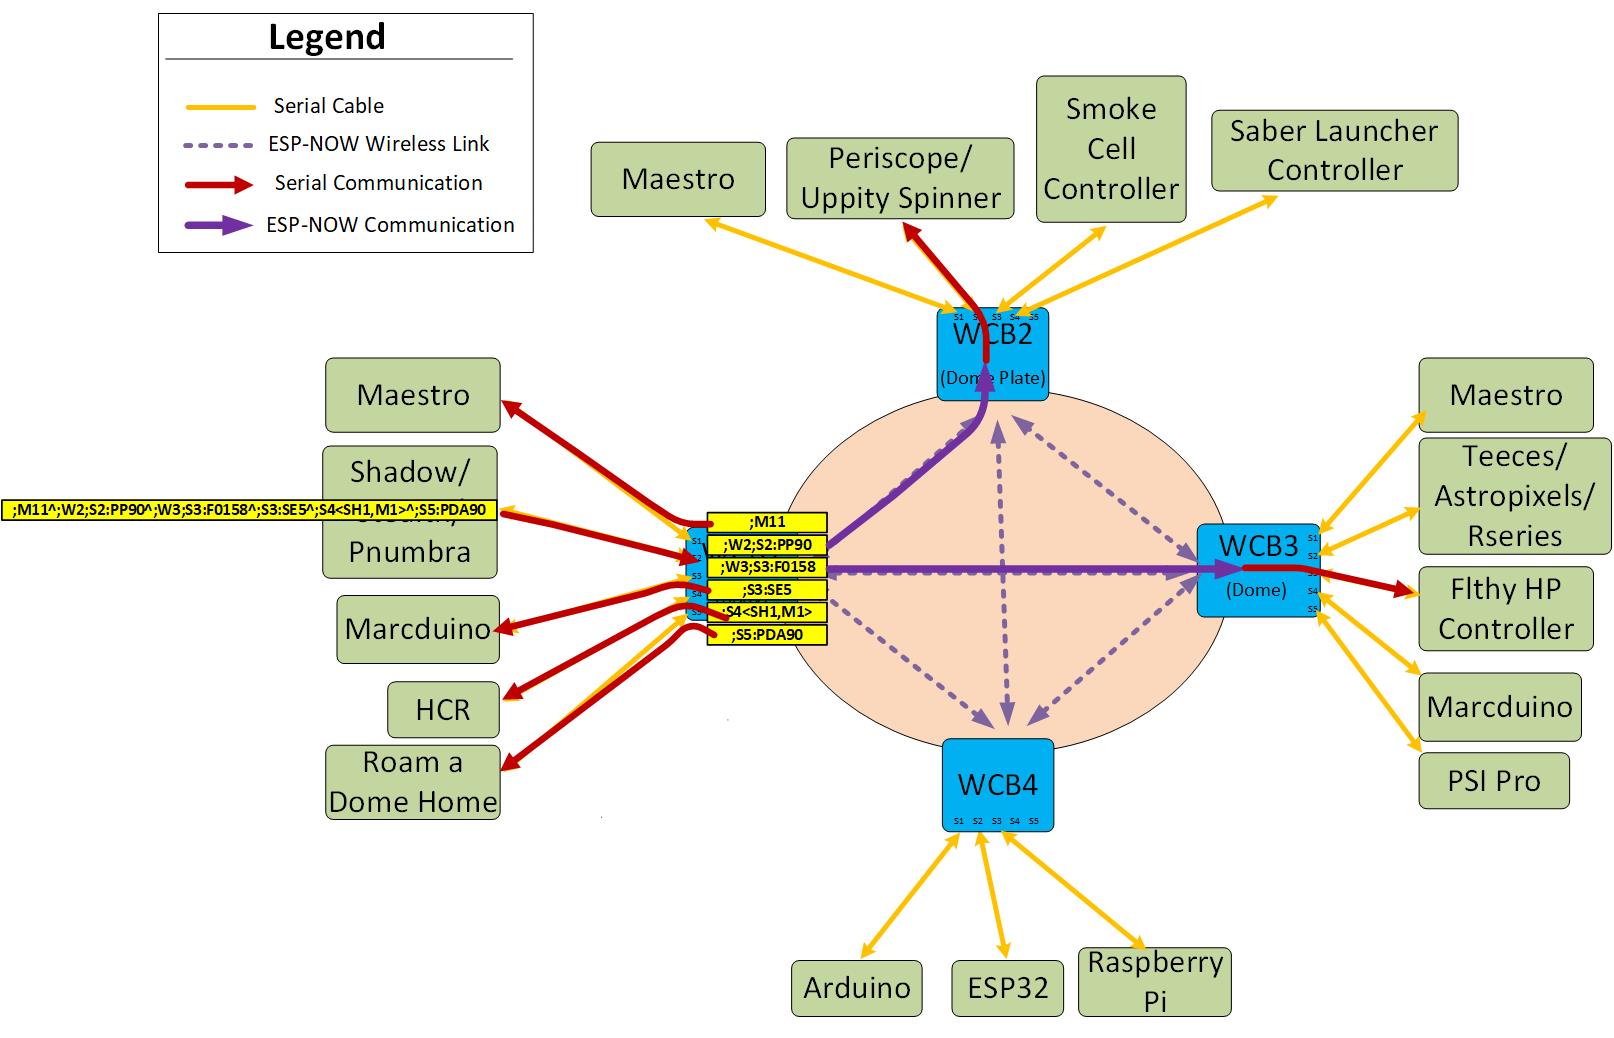 Legend
Serial Cable
ESP-NOW Wireless Link
Serial Communication
ESP-NOW Communication
Maestro
Periscope/
Uppity Spinner
Smoke
Cell
Controller
Saber Launcher
Controller
S1 S3 S4 S5
WCB2
(Dome Plate)
Maestro
Shadow/
;M11^;W2;S2:PP90^;W3;S3:F0158^;S3:SE5^;S4<SH1,M1>^;S5:PDA90
Pnumbra
Marcduino
HCR
Roam a
Dome Home
S1
S2
S3
S4
;M11
;W2;S2:PP90
;W3;S3:F0158
;S3:SE5
;S4<SH1,M1>
;S5:PDA90
WCB3
(Dome)
S1
S2
S4
S5
Maestro
Teeces/
Astropixels/
Rseries
Flthy HP
Controller
Marcduino
PSI Pro
WCB4
S1 S2 S3 S4 S5
Arduino
ESP32
Raspberry
Pi